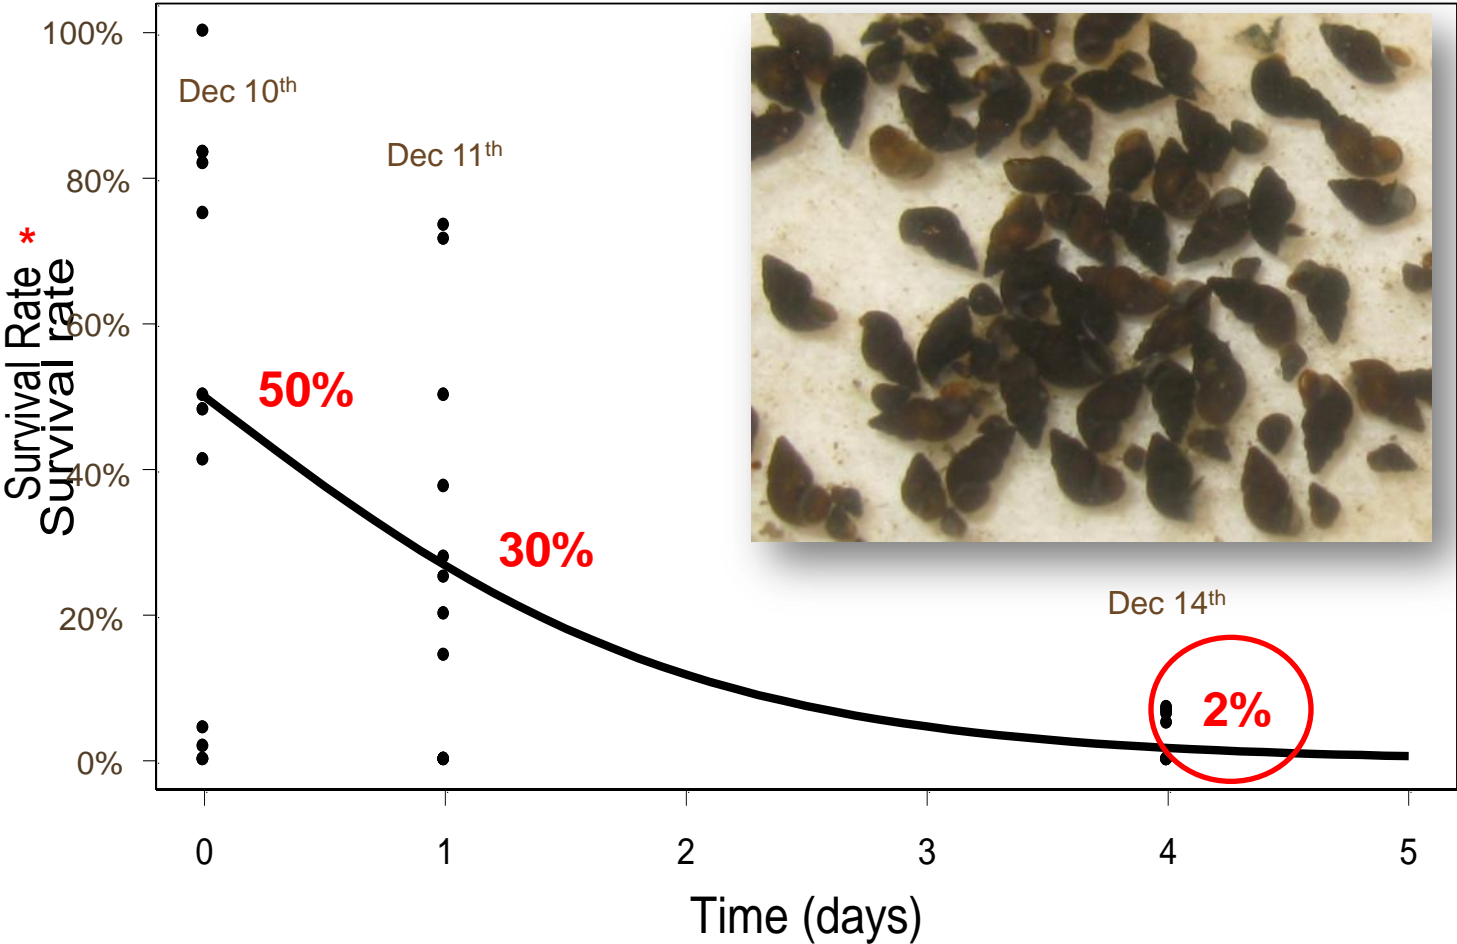 100%
Dec 10th
Dec 11th
80%
Survival Rate *
Survival rate
60%
50%
40%
30%
Dec 14th
20%
2%
0%
0 1 2 3 4 5
Time (days)